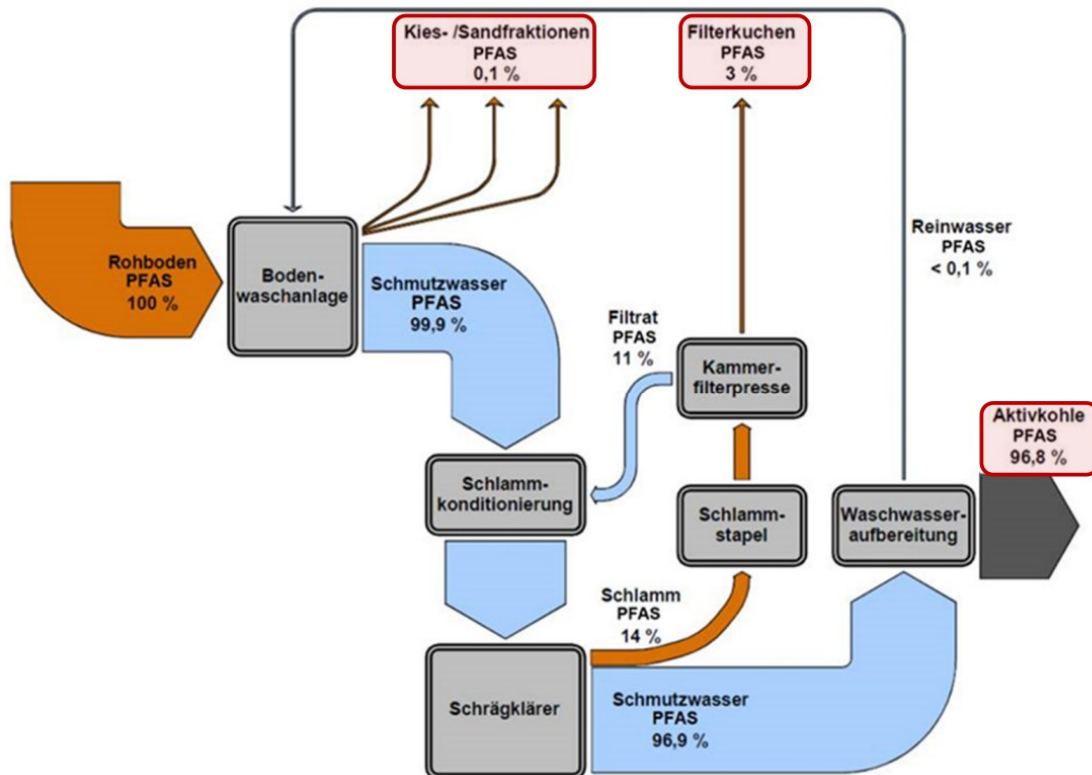 Kies- /Sandfraktionen
PFAS
0,1 %
Filterkuchen
PFAS
3 %
Rohboden
PFAS
100 %
Boden-
waschanlage
Schmutzwasser
PFAS
99,9 %
Reinwasser
PFAS
< 0,1 %
Filtrat
PFAS
11 %
Kammer-
filterpresse
Aktivkohle
PFAS
96,8 %
Schlamm-
konditionierung
Schlamm-
stapel
Waschwasser-
aufbereitung
Schlamm
PFAS
14 %
Schrägklärer
Schmutzwasser
PFAS
96,9 %